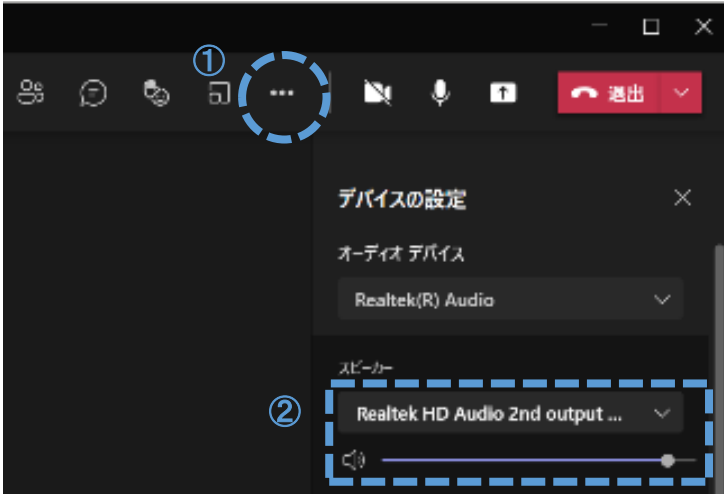 ①
退出
デバイスの設定
オーディオ デバイス
Realtek(R) Audio
スピーカー
②
Realtek HD Audio 2nd output ...